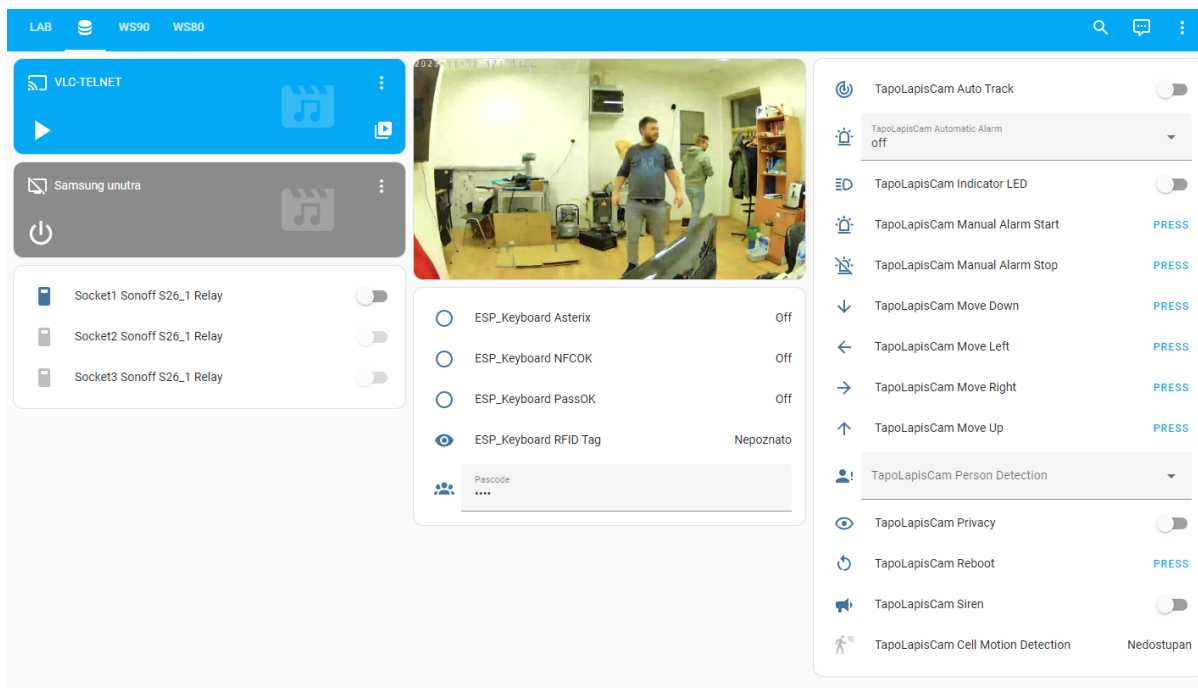 LAB WS90 WS80
VLC-TELNET
Samsung unutra
Socket1 Sonoff S26_1 Relay
Socket2 Sonoff S26_1 Relay
Socket3 Sonoff S26_1 Relay
ESP_Keyboard Asterix Off
ESP_Keyboard NFCOK Off
ESP_Keyboard PassOK Off
ESP_Keyboard RFID Tag Nepoznato
Pascode
••••
TapoLapisCam Auto Track
TapoLapisCam Automatic Alarm
off
TapoLapisCam Indicator LED
TapoLapisCam Manual Alarm Start PRESS
TapoLapisCam Manual Alarm Stop PRESS
TapoLapisCam Move Down PRESS
TapoLapisCam Move Left PRESS
TapoLapisCam Move Right PRESS
TapoLapisCam Move Up PRESS
TapoLapisCam Person Detection
TapoLapisCam Privacy
TapoLapisCam Reboot PRESS
TapoLapisCam Siren
TapoLapisCam Cell Motion Detection Nedostupan